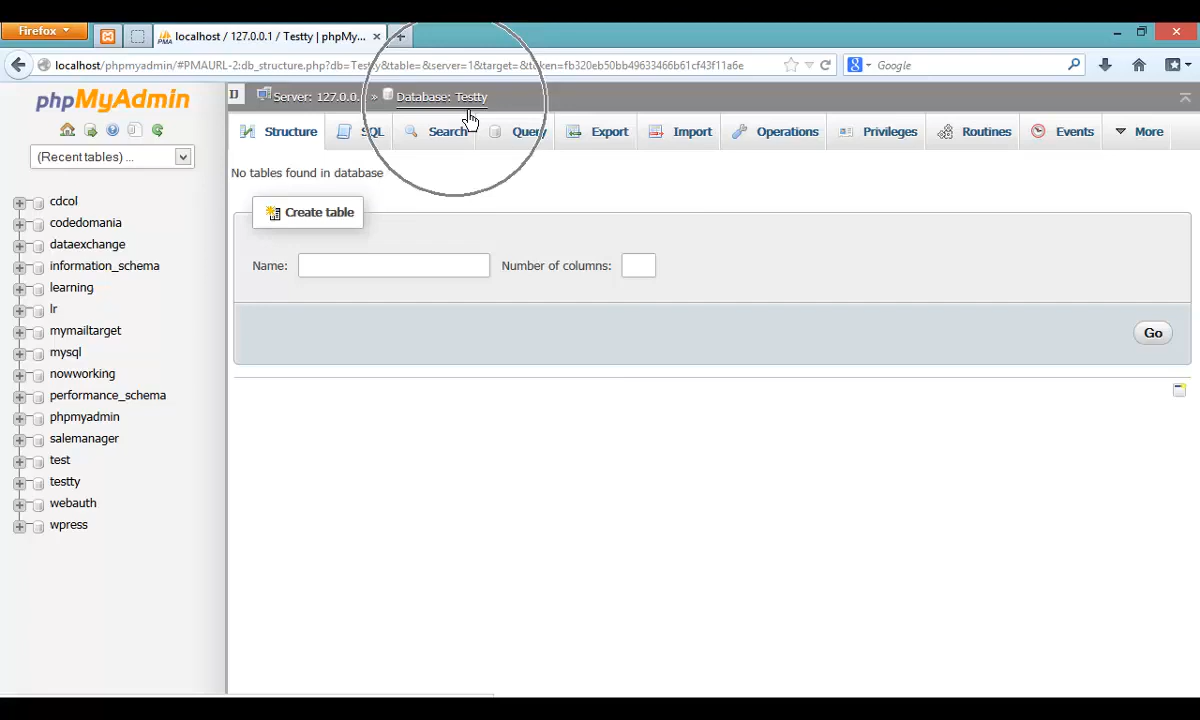 Firefox
localhost / 127.0.0.1 / Testty | phpMy...
localhost/phpmyadmin/#PMAURL-2:db_structure.php?db=Testty&table=&server=1&target=&token=fb320eb50bb49633466b61cf43f11a6e
Google
phpMyAdmin
(Recent tables) ...
cdcol
codedomania
dataexchange
information_schema
learning
lr
mymailtarget
mysql
nowworking
performance_schema
phpmyadmin
salemanager
test
testty
webauth
wpress
Server: 127.0.0. » Database: Testty
Structure SQL Search Query Export Import Operations Privileges Routines Events More
No tables found in database
Create table
Name: Number of columns:
Go